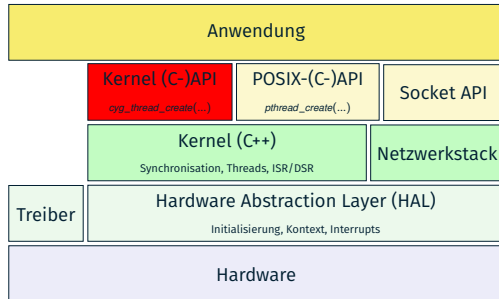 Anwendung
Kernel (C-)API
cyg_thread_create(...)
POSIX-(C-)API
pthread_create(...)
Socket API
Kernel (C++)
Synchronisation, Threads, ISR/DSR
Netzwerkstack
Treiber
Hardware Abstraction Layer (HAL)
Initialisierung, Kontext, Interrupts
Hardware